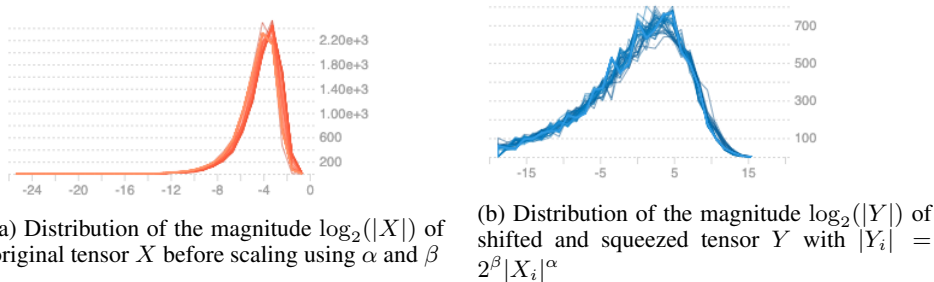 2.20e+3
1.80e+3
1.40e+3
1.00e+3
600
200
-24 -20 -16 -12 -8 -4 0
700
500
300
100
-15 -5 5 15
a) Distribution of the magnitude log₂(|X|) of
original tensor X before scaling using α and β
(b) Distribution of the magnitude log₂(|Y|) of
shifted and squeezed tensor Y with |Yᵢ| =
2^β|Xᵢ|^α